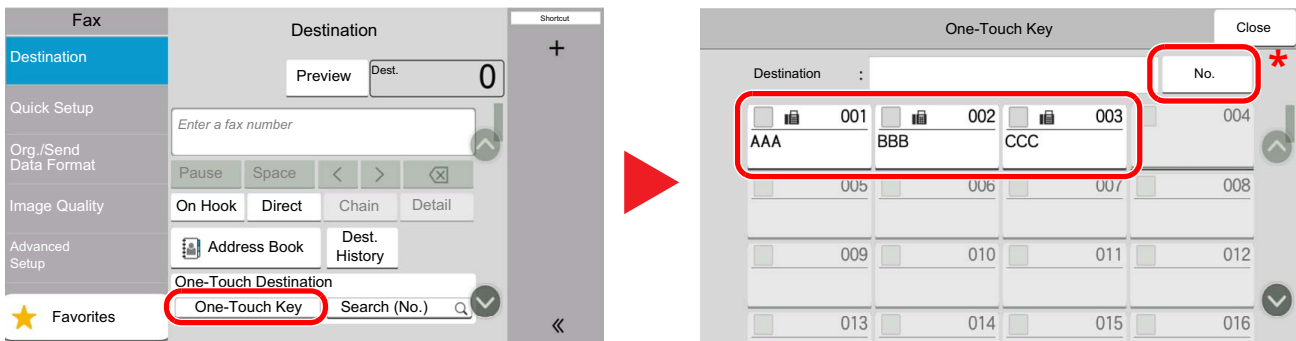 Fax
Destination
Quick Setup
Org./Send
Data Format
Image Quality
Advanced
Setup
Favorites
Destination
Preview
Dest.
0
Enter a fax number
Pause
Space
<
>
On Hook
Direct
Chain
Detail
Address Book
Dest.
History
One-Touch Destination
One-Touch Key
Search (No.)
Shortcut
+
«
One-Touch Key
Close
Destination :
No.
*
001
002
003
004
AAA
BBB
CCC
005
006
007
008
009
010
011
012
013
014
015
016